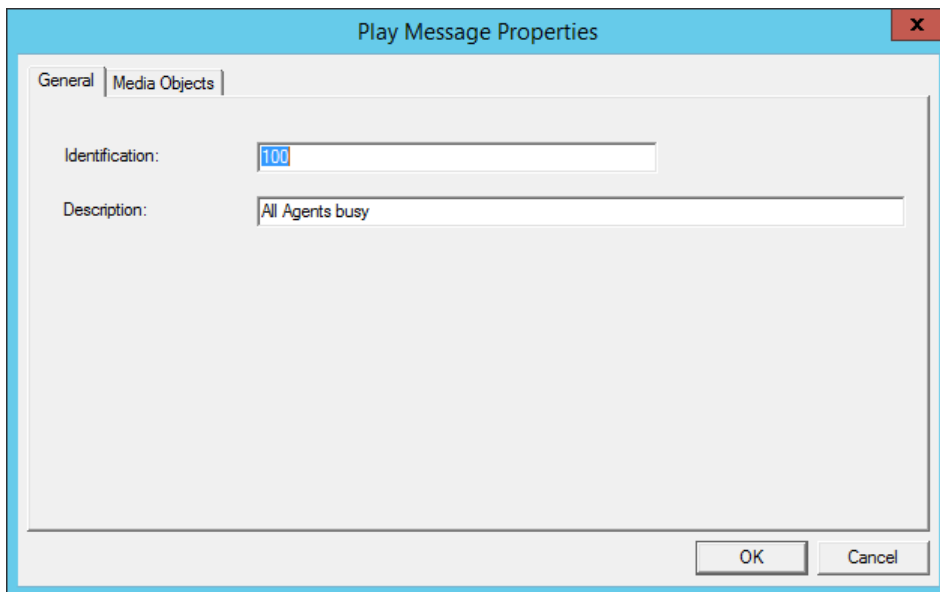 Play Message Properties
x
General Media Objects
Identification: 100
Description: All Agents busy
OK Cancel